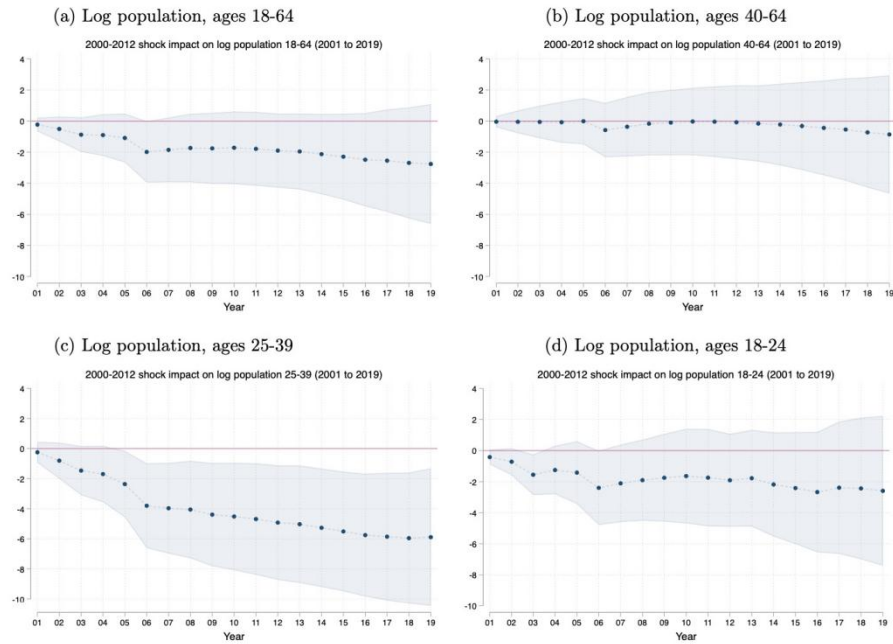 (a) Log population, ages 18-64
2000-2012 shock impact on log population 18-64 (2001 to 2019)
4
2
0
-2
-4
-6
-8
-10
01 02 03 04 05 06 07 08 09 10 11 12 13 14 15 16 17 18 19
Year
(b) Log population, ages 40-64
2000-2012 shock impact on log population 40-64 (2001 to 2019)
4
2
0
-2
-4
-6
-8
-10
01 02 03 04 05 06 07 08 09 10 11 12 13 14 15 16 17 18 19
Year
(c) Log population, ages 25-39
2000-2012 shock impact on log population 25-39 (2001 to 2019)
4
2
0
-2
-4
-6
-8
-10
01 02 03 04 05 06 07 08 09 10 11 12 13 14 15 16 17 18 19
Year
(d) Log population, ages 18-24
2000-2012 shock impact on log population 18-24 (2001 to 2019)
4
2
0
-2
-4
-6
-8
-10
01 02 03 04 05 06 07 08 09 10 11 12 13 14 15 16 17 18 19
Year